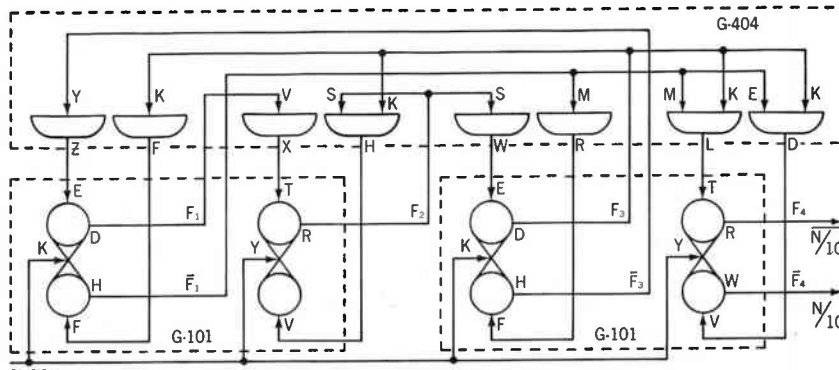 G-404
Y K V S K S M M K E K
Z F X H W R L D
E T E T
F₁ F₂ F₃ F₄
D R D R N̅/10
K Y K Y
F̄₁ F̄₃ F̄₄
H H W N/10
F V F V
G-101 G-101